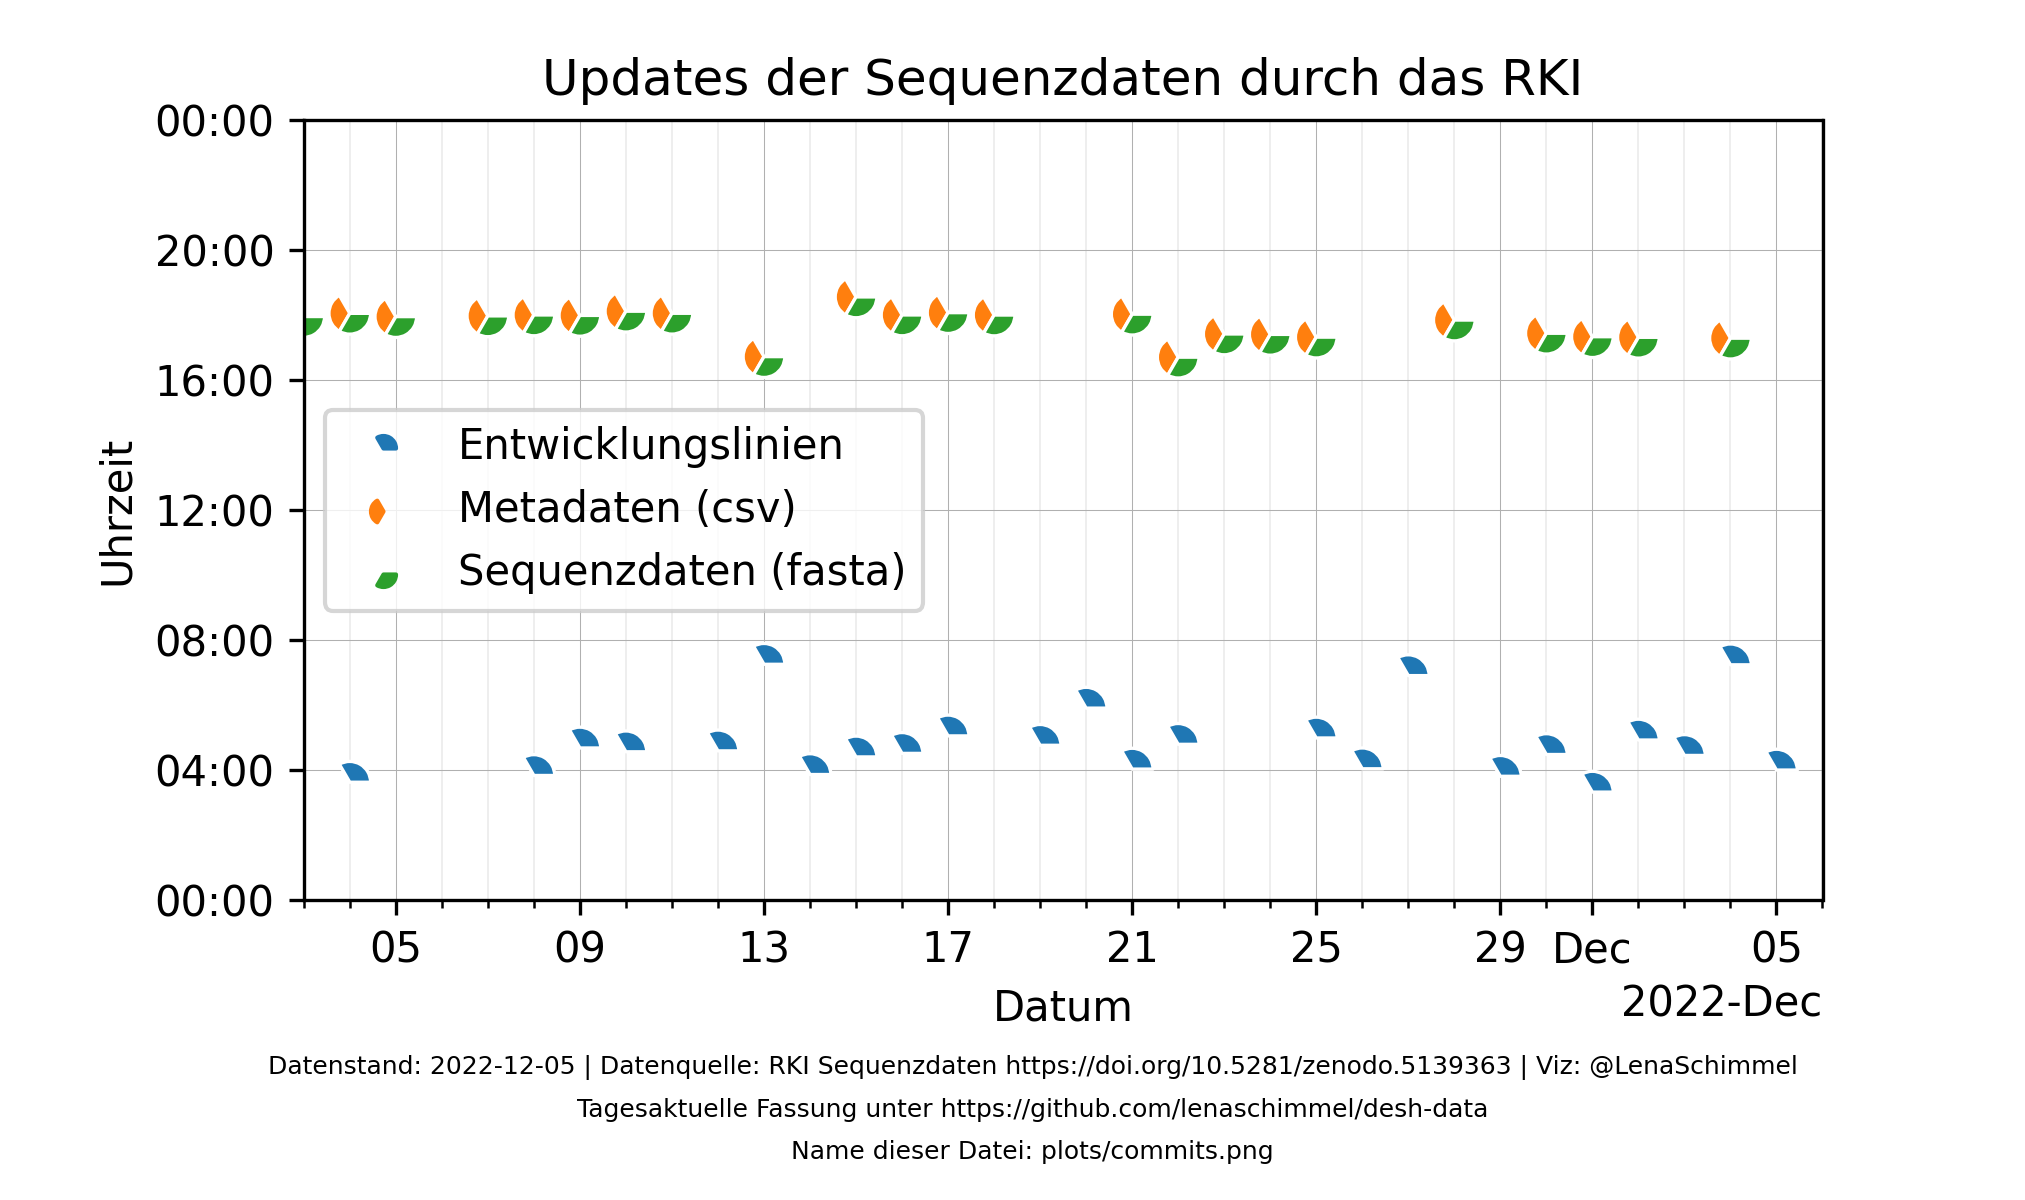 Updates der Sequenzdaten durch das RKI
00:00
20:00
16:00
12:00
08:00
04:00
00:00
Uhrzeit
Entwicklungslinien
Metadaten (csv)
Sequenzdaten (fasta)
05 09 13 17 21 25 29 Dec 05
Datum
2022-Dec
Datenstand: 2022-12-05 | Datenquelle: RKI Sequenzdaten https://doi.org/10.5281/zenodo.5139363 | Viz: @LenaSchimmel
Tagesaktuelle Fassung unter https://github.com/lenaschimmel/desh-data
Name dieser Datei: plots/commits.png